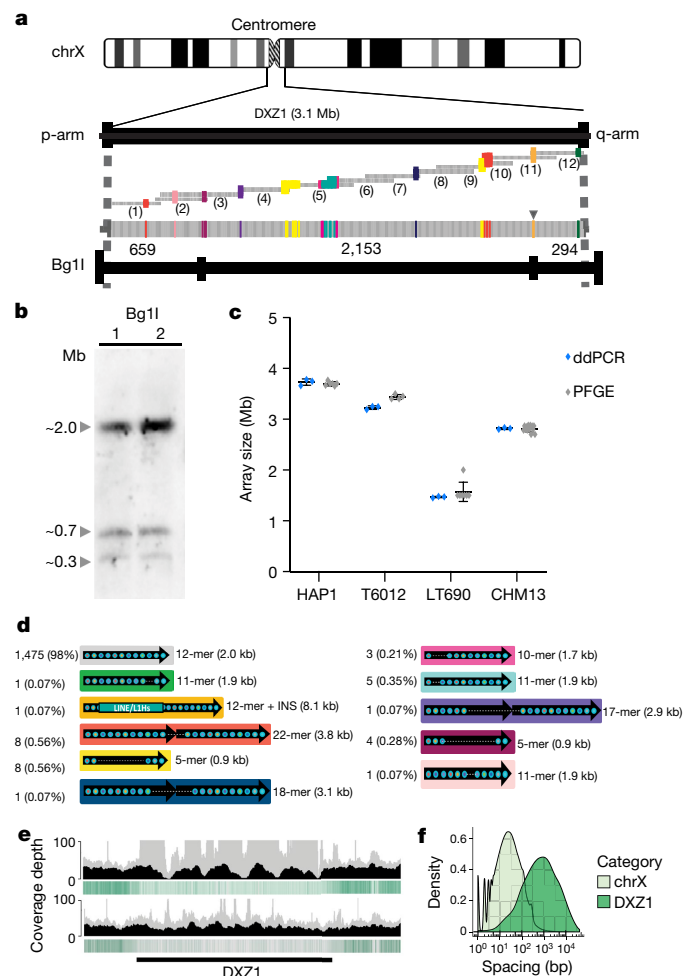 a
Centromere
chrX
DXZ1 (3.1 Mb)
p-arm
q-arm
(1)
(2)
(3)
(4)
(5)
(6)
(7)
(8)
(9)
(10)
(11)
(12)
659
2,153
294
Bg1I
b
Bg1I
1 2
Mb
~2.0
~0.7
~0.3
c
Array size (Mb)
5
4
3
2
1
0
HAP1
T6012
LT690
CHM13
ddPCR
PFGE
d
1,475 (98%) 12-mer (2.0 kb)
1 (0.07%) 11-mer (1.9 kb)
1 (0.07%) LINE/L1Hs 12-mer + INS (8.1 kb)
8 (0.56%) 22-mer (3.8 kb)
8 (0.56%) 5-mer (0.9 kb)
1 (0.07%) 18-mer (3.1 kb)
3 (0.21%) 10-mer (1.7 kb)
5 (0.35%) 11-mer (1.9 kb)
1 (0.07%) 17-mer (2.9 kb)
4 (0.28%) 5-mer (0.9 kb)
1 (0.07%) 11-mer (1.9 kb)
e
Coverage depth
100
0
100
0
DXZ1
f
Density
0.6
0.4
0.2
0
10⁰ 10¹ 10² 10³ 10⁴
Spacing (bp)
Category
chrX
DXZ1